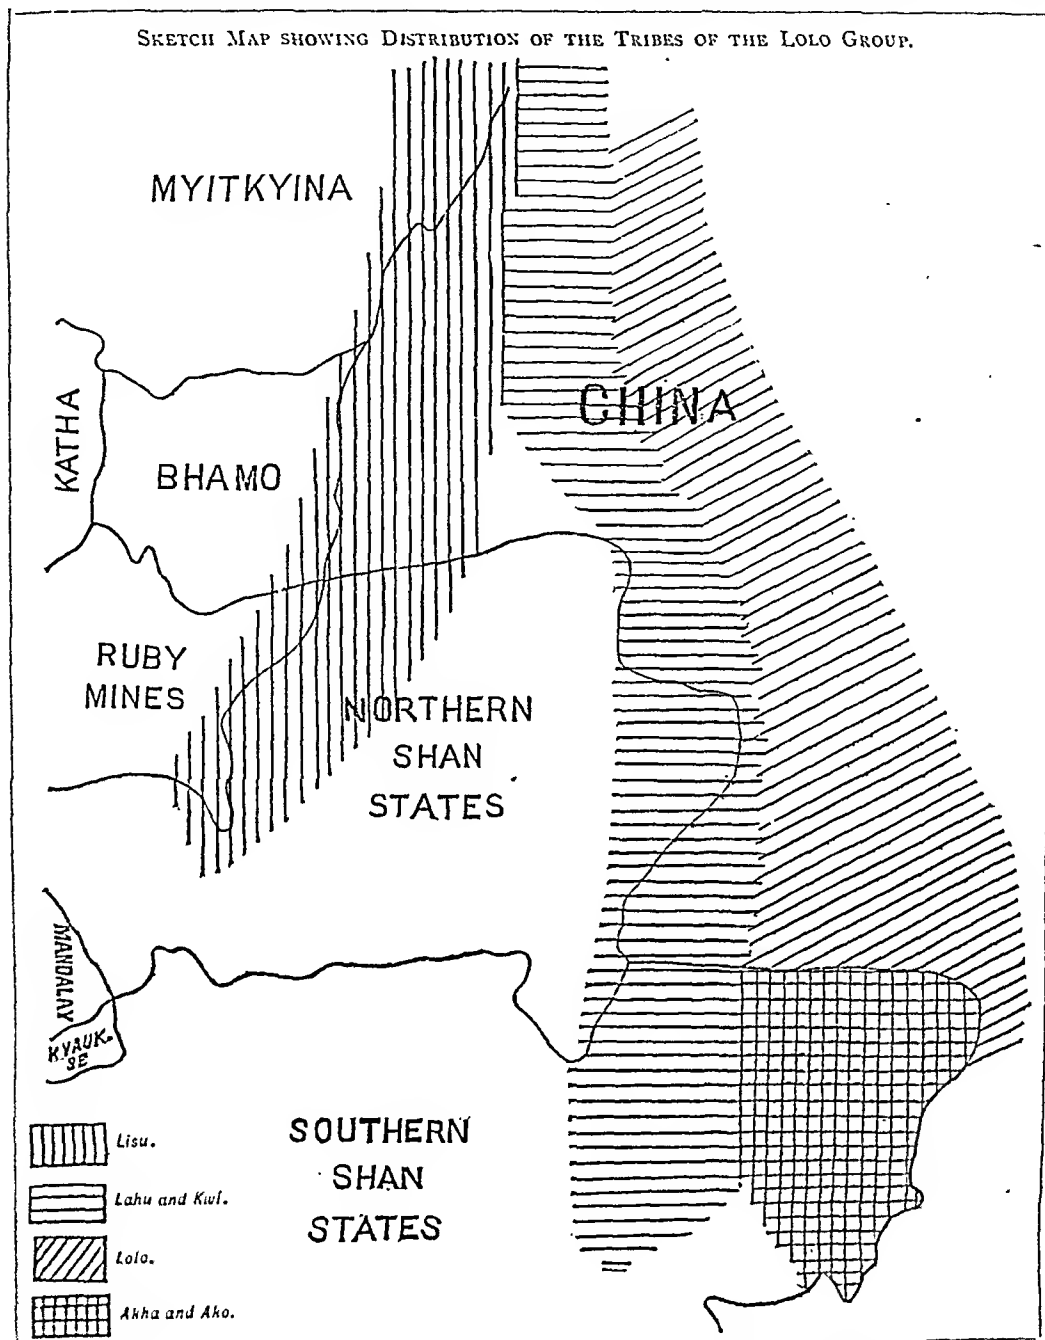 SKETCH MAP SHOWING DISTRIBUTION OF THE TRIBES OF THE LOLO GROUP.
MYITKYINA
CHINA
KATHA
BHAMO
RUBY
MINES
NORTHERN
SHAN
STATES
MANDALAY
KYAUK-
SE
SOUTHERN
SHAN
STATES
Lisu.
Lahu and Kwi.
Lolo.
Akha and Ako.